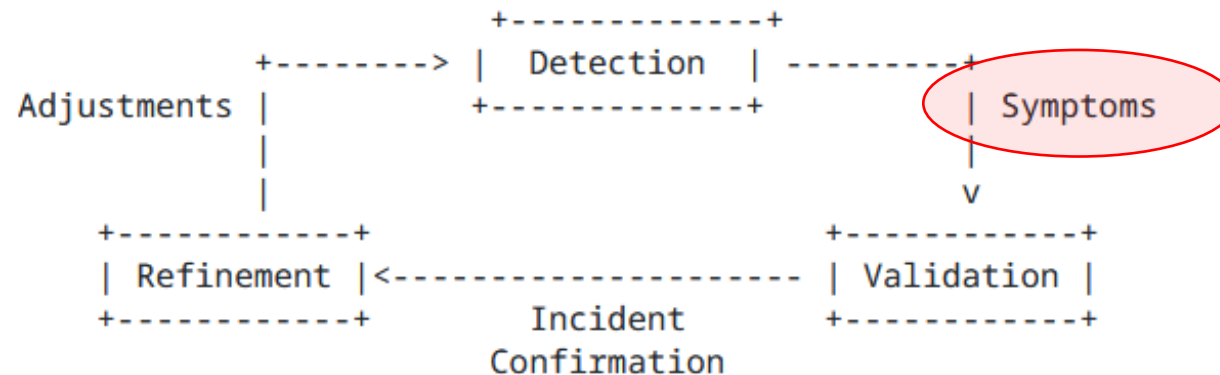 +-------------+
+--------> | Detection | ---------+
Adjustments | +-------------+ | Symptoms
| |
| v
+------------+ +------------+
| Refinement |<--------------------- | Validation |
+------------+ Incident +------------+
Confirmation